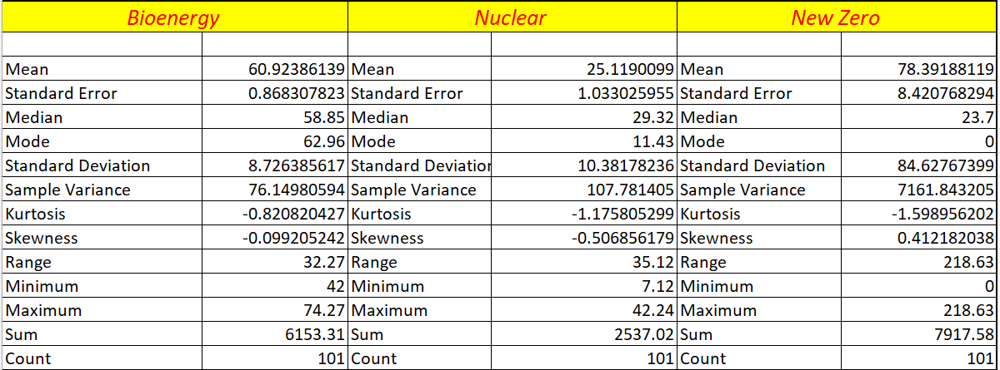 Bioenergy Nuclear New Zero
Mean 60.92386139 Mean 25.1190099 Mean 78.39188119
Standard Error 0.868307823 Standard Error 1.033025955 Standard Error 8.420768294
Median 58.85 Median 29.32 Median 23.7
Mode 62.96 Mode 11.43 Mode 0
Standard Deviation 8.726385617 Standard Deviation 10.38178236 Standard Deviation 84.62767399
Sample Variance 76.14980594 Sample Variance 107.781405 Sample Variance 7161.843205
Kurtosis -0.820820427 Kurtosis -1.175805299 Kurtosis -1.598956202
Skewness -0.099205242 Skewness -0.506856179 Skewness 0.412182038
Range 32.27 Range 35.12 Range 218.63
Minimum 42 Minimum 7.12 Minimum 0
Maximum 74.27 Maximum 42.24 Maximum 218.63
Sum 6153.31 Sum 2537.02 Sum 7917.58
Count 101 Count 101 Count 101